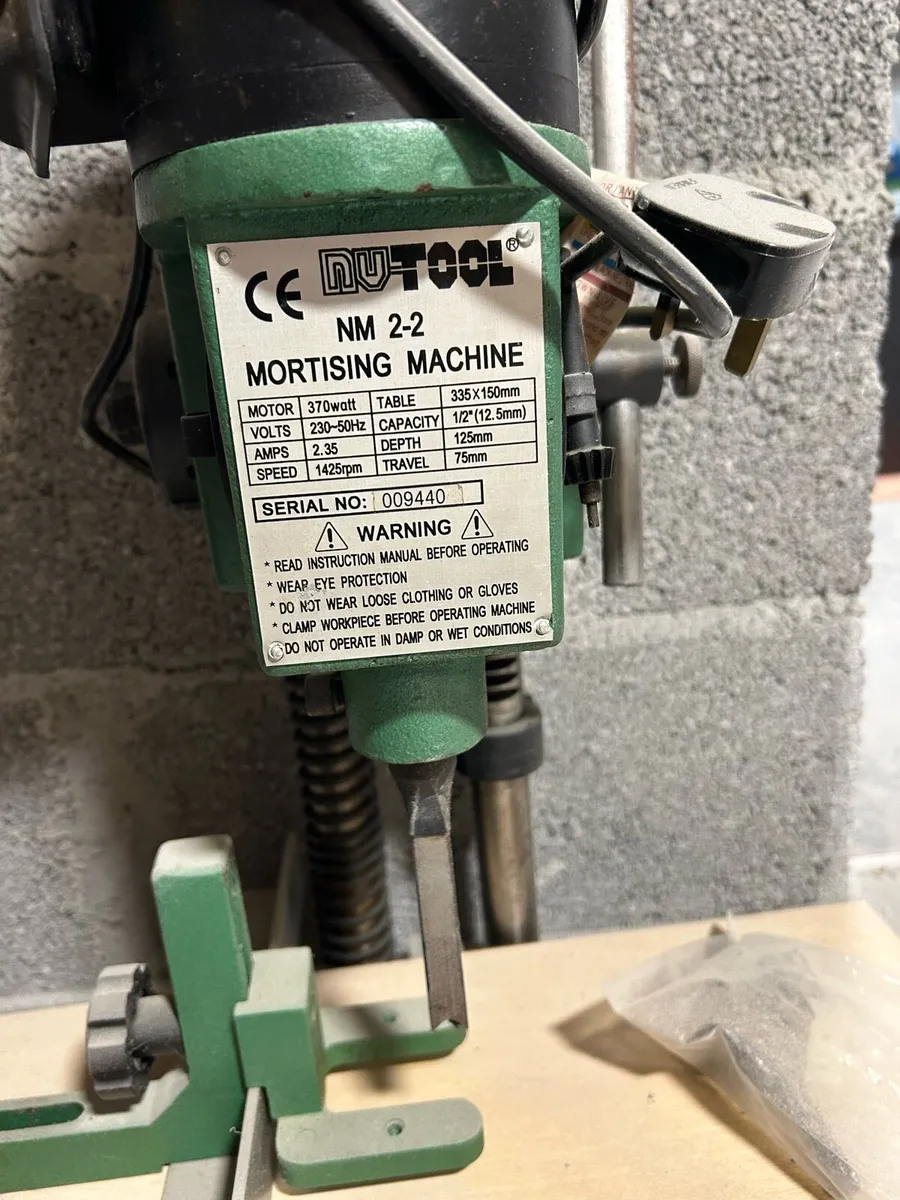 CE NU-TOOL®
NM 2-2
MORTISING MACHINE
MOTOR 370watt TABLE 335X150mm
VOLTS 230~50Hz CAPACITY 1/2"(12.5mm)
AMPS 2.35 DEPTH 125mm
SPEED 1425rpm TRAVEL 75mm
SERIAL NO: 009440
WARNING
* READ INSTRUCTION MANUAL BEFORE OPERATING
* WEAR EYE PROTECTION
* DO NOT WEAR LOOSE CLOTHING OR GLOVES
* CLAMP WORKPIECE BEFORE OPERATING MACHINE
* DO NOT OPERATE IN DAMP OR WET CONDITIONS